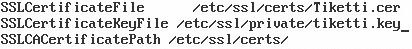 SSLCertificateFile      /etc/ssl/certs/Tiketti.cer
SSLCertificateKeyFile /etc/ssl/private/tiketti.key_
SSLCACertificatePath /etc/ssl/certs/